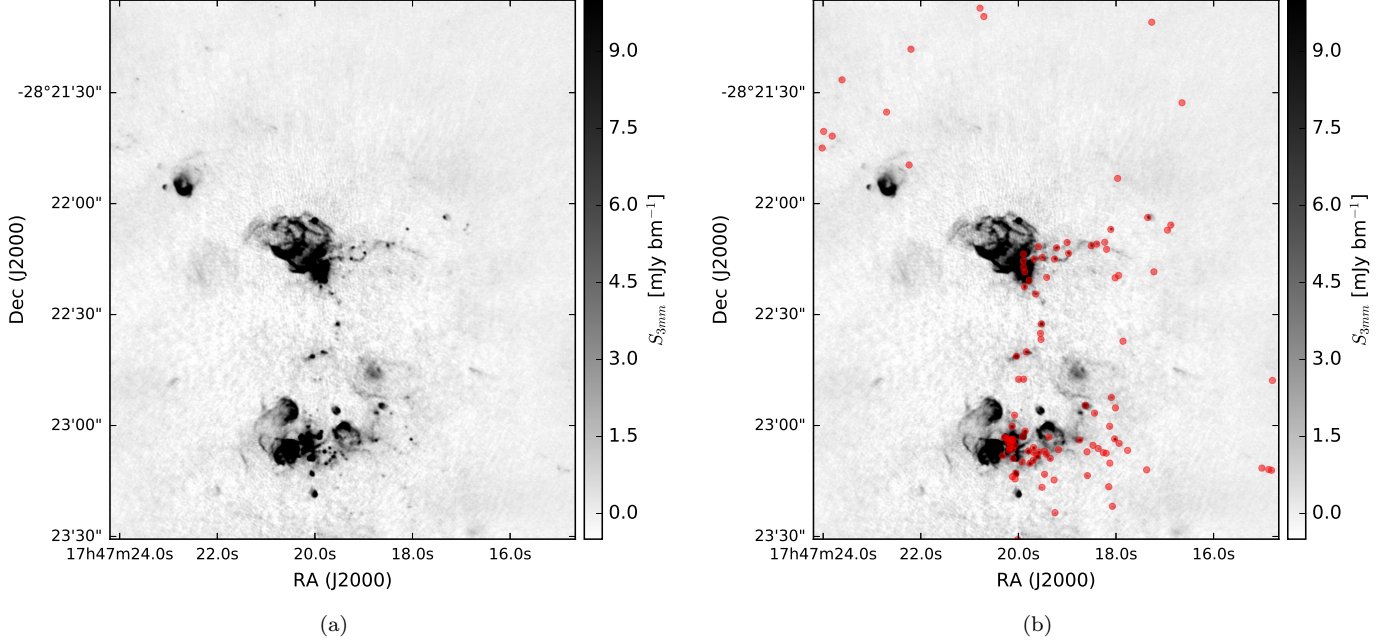 -28°21'30"
22'00"
22'30"
23'00"
23'30"
17h47m24.0s 22.0s 20.0s 18.0s 16.0s
RA (J2000)
Dec (J2000)
9.0
7.5
6.0
4.5
3.0
1.5
0.0
S3mm [mJy bm−1]
(a)
-28°21'30"
22'00"
22'30"
23'00"
23'30"
17h47m24.0s 22.0s 20.0s 18.0s 16.0s
RA (J2000)
Dec (J2000)
9.0
7.5
6.0
4.5
3.0
1.5
0.0
S3mm [mJy bm−1]
(b)